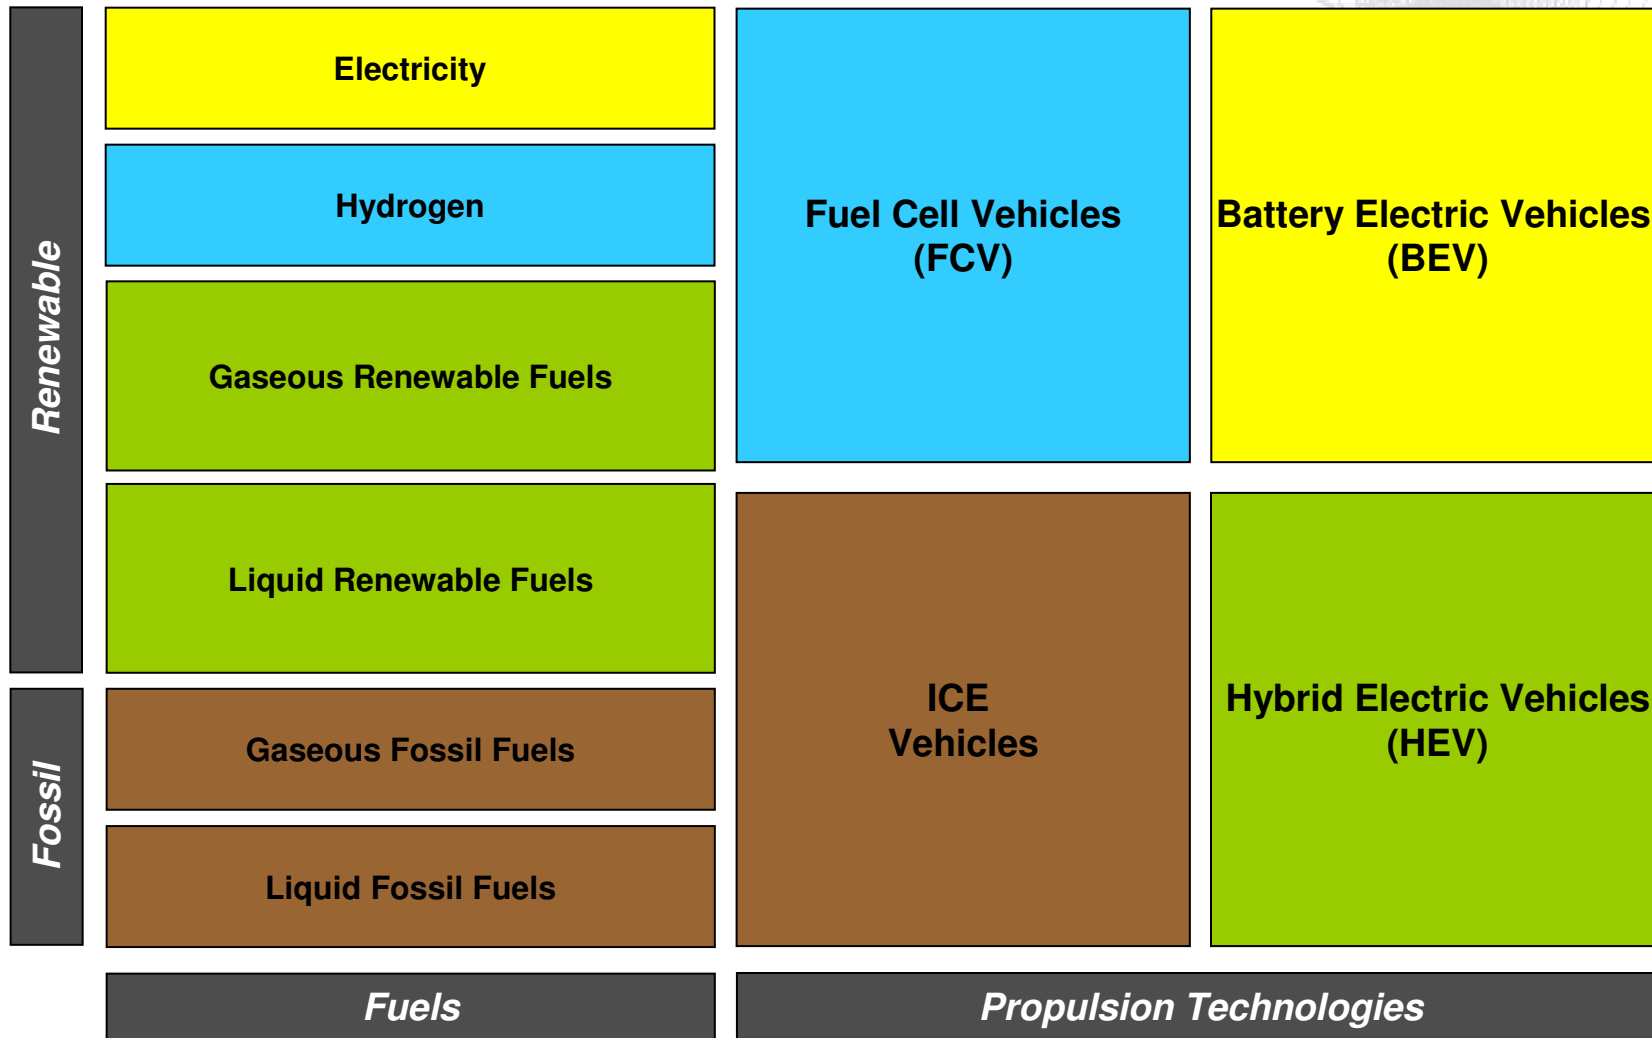 Renewable
Electricity
Hydrogen
Gaseous Renewable Fuels
Liquid Renewable Fuels
Fossil
Gaseous Fossil Fuels
Liquid Fossil Fuels
Fuel Cell Vehicles
(FCV)
Battery Electric Vehicles
(BEV)
ICE
Vehicles
Hybrid Electric Vehicles
(HEV)
Fuels
Propulsion Technologies